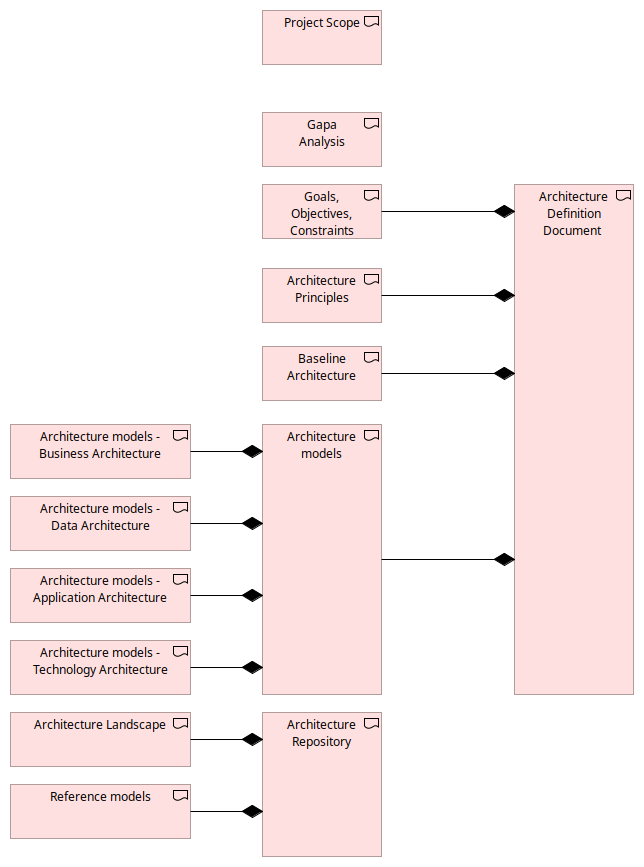 Project Scope
Gapa
Analysis
Goals,
Objectives,
Constraints
Architecture
Definition
Document
Architecture
Principles
Baseline
Architecture
Architecture models -
Business Architecture
Architecture
models
Architecture models -
Data Architecture
Architecture models -
Application Architecture
Architecture models -
Technology Architecture
Architecture Landscape
Architecture
Repository
Reference models